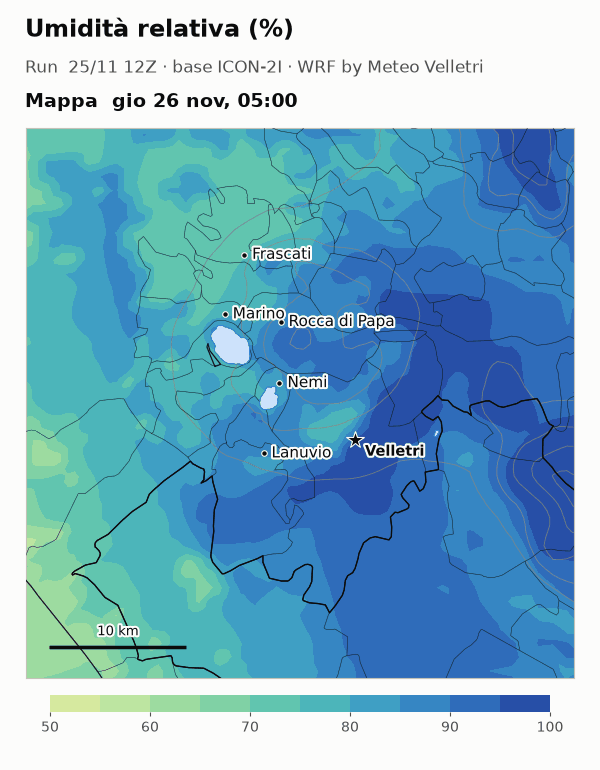 Umidità relativa (%)
Run 25/11 12Z · base ICON-2I · WRF by Meteo Velletri
Mappa gio 26 nov, 05:00
Frascati
Marino
Rocca di Papa
Nemi
Velletri
Lanuvio
10 km
50 60 70 80 90 100